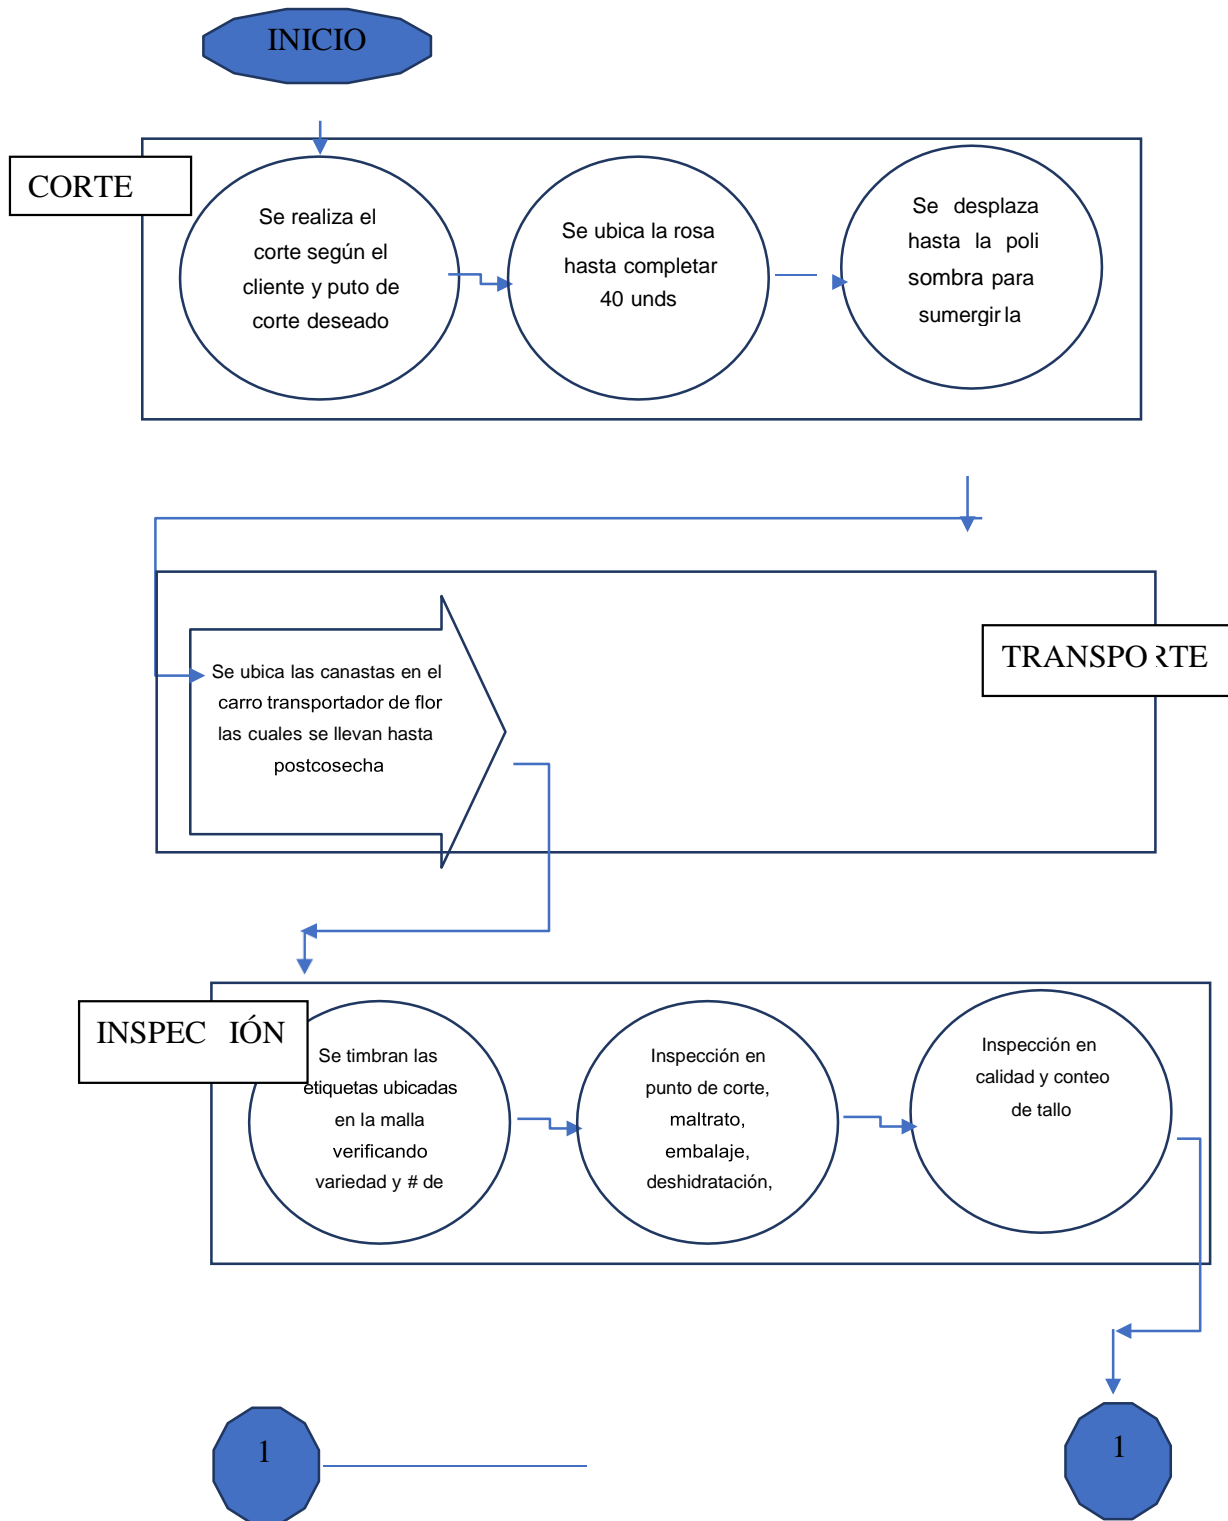 INICIO
CORTE
Se realiza el
corte según el
cliente y puto de
corte deseado
Se ubica la rosa
hasta completar
40 unds
Se desplaza
hasta la poli
sombra para
sumergir la
TRANSPO RTE
Se ubica las canastas en el
carro transportador de flor
las cuales se llevan hasta
postcosecha
INSPEC IÓN
Se timbran las
etiquetas ubicadas
en la malla
verificando
variedad y # de
Inspección en
punto de corte,
maltrato,
embalaje,
deshidratación,
Inspección en
calidad y conteo
de tallo
1
1